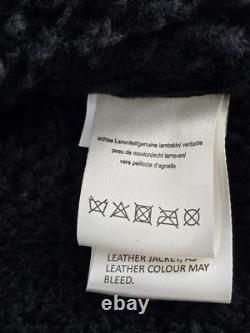 echtes Lammfell/genuine lambskin/ veritable
peau de mouton/echt lamsvel/
vera pelliccia d'agnello
LEATHER JACKET, AS
LEATHER COLOUR MAY
BLEED.